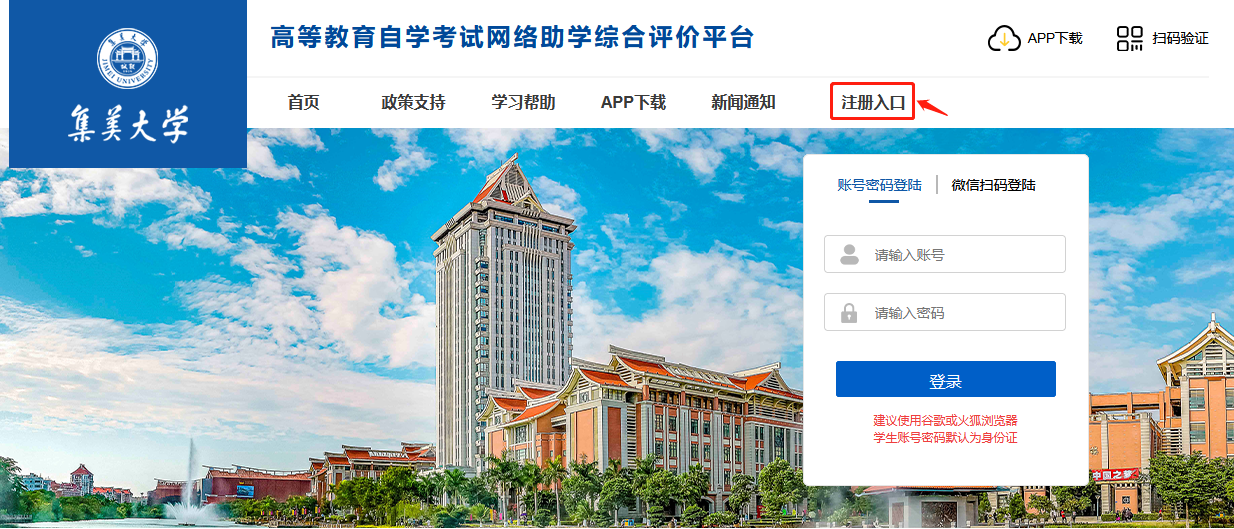 集美大学
JIMEI UNIVERSITY
集美大学
高等教育自学考试网络助学综合评价平台
APP下载
扫码验证
首页
政策支持
学习帮助
APP下载
新闻通知
注册入口
账号密码登陆
微信扫码登陆
请输入账号
请输入密码
登录
建议使用谷歌或火狐浏览器
学生账号密码默认为身份证
中国之梦